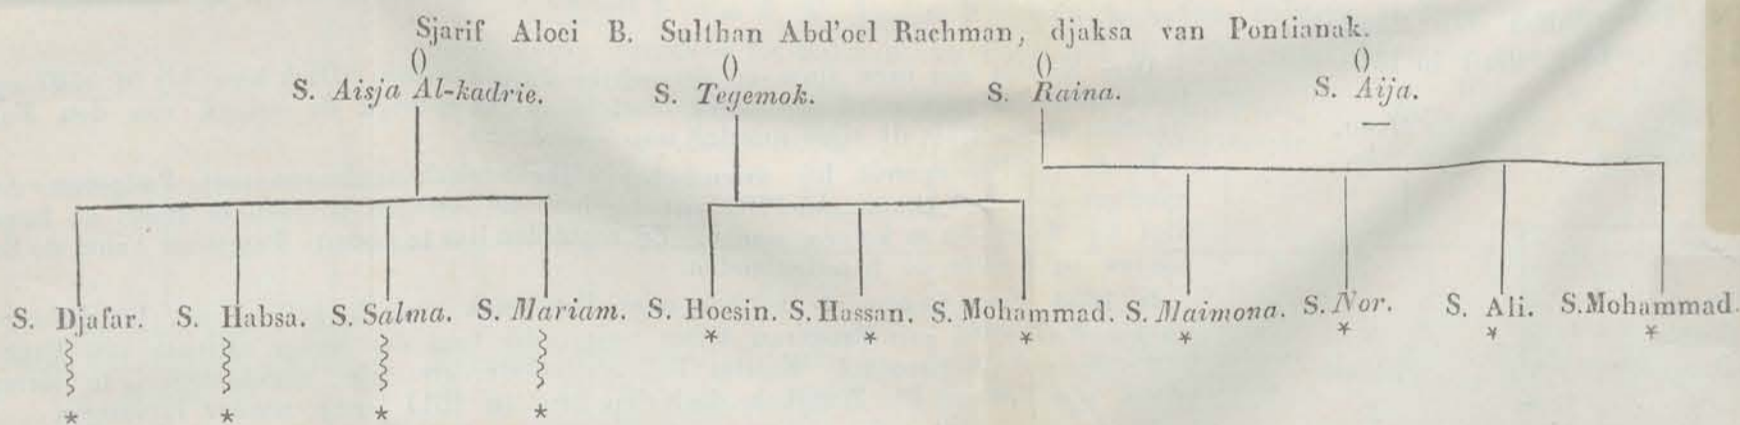 Sjarif Aloei B. Sulthan Abd'oel Rachman, djaksa van Pontianak.
() () () ()
S. Aisja Al-kadrie. S. Tegemok. S. Raina. S. Aija.
S. Djafar. S. Habsa. S. Salma. S. Mariam. S. Hoesin. S. Hassan. S. Mohammad. S. Maimona. S. Nor. S. Ali. S. Mohammad.
* * * * * * *
* * * *